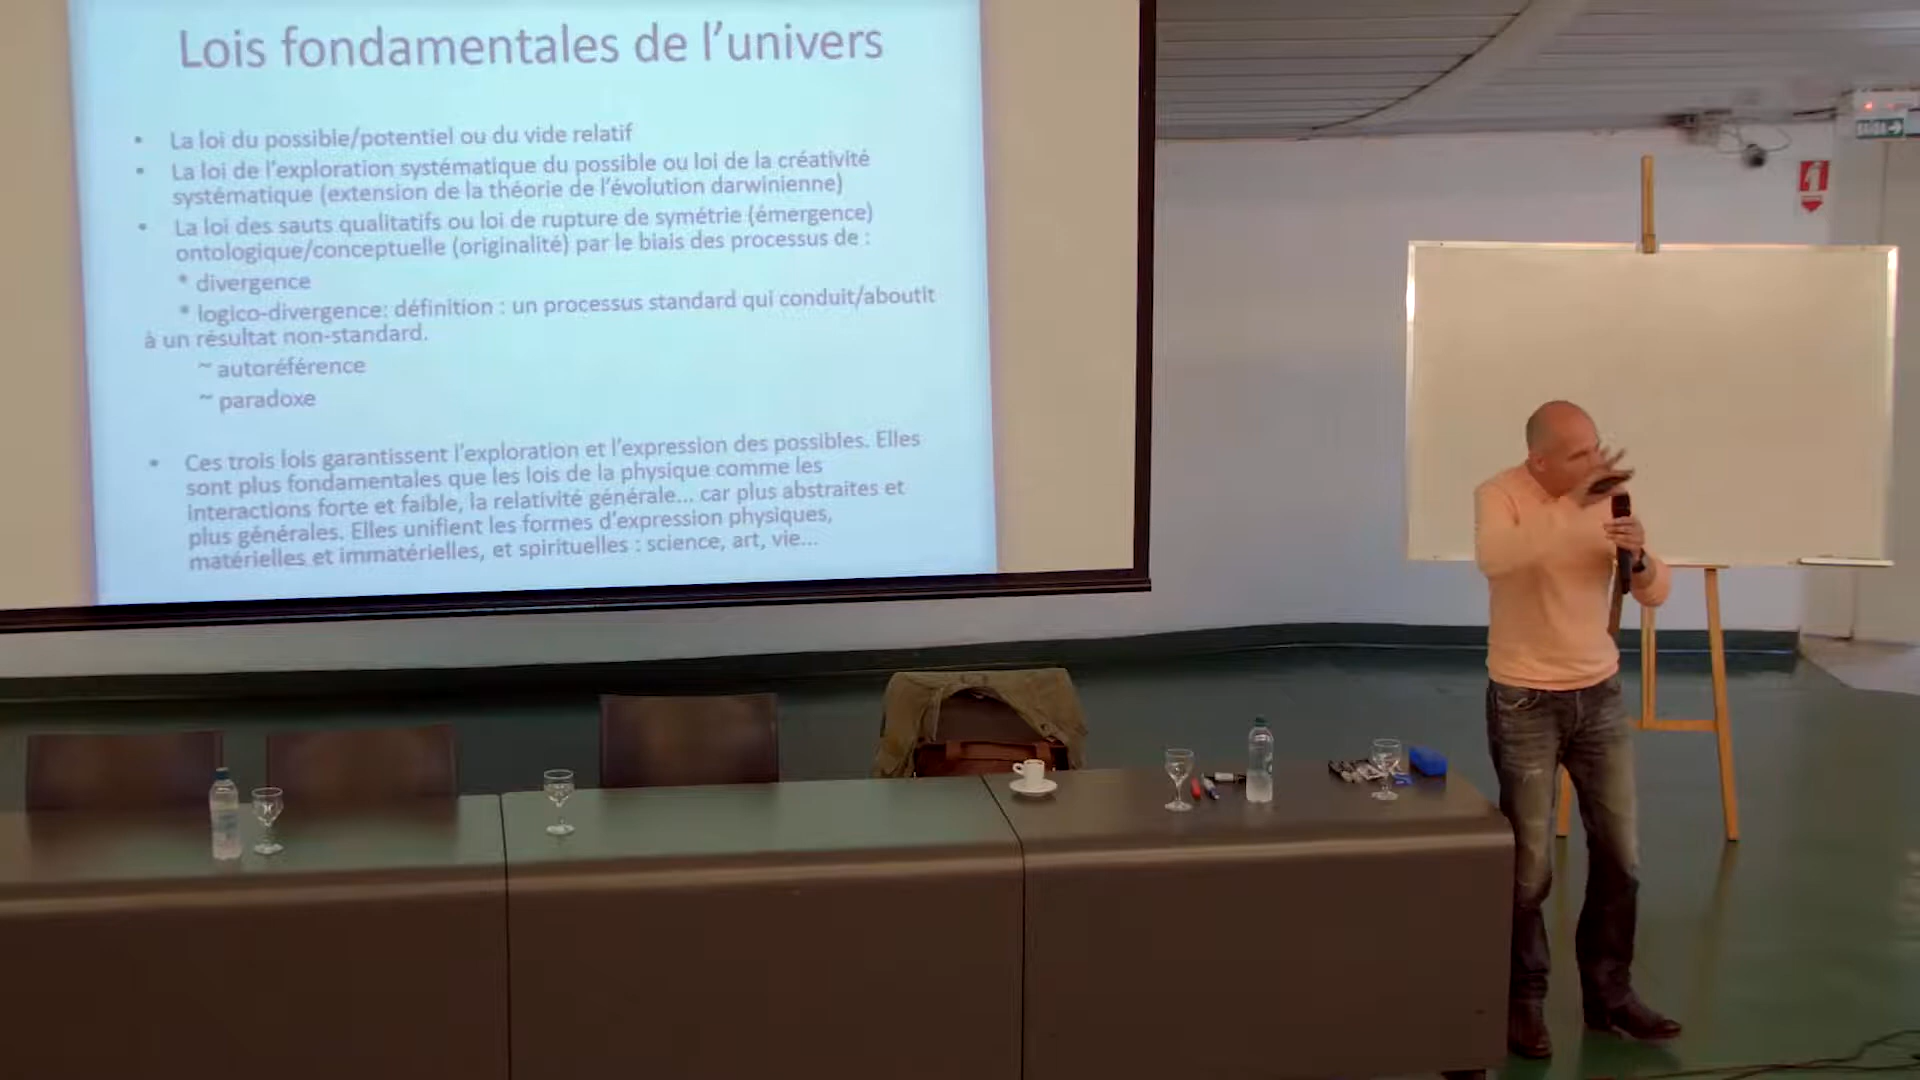 Lois fondamentales de l'univers
• La loi du possible/potentiel ou du vide relatif
• La loi de l'exploration systématique du possible ou loi de la créativité
systématique (extension de la théorie de l'évolution darwinienne)
• La loi des sauts qualitatifs ou loi de rupture de symétrie (émergence)
ontologique/conceptuelle (originalité) par le biais des processus de :
* divergence
* logico-divergence: définition : un processus standard qui conduit/aboutit
à un résultat non-standard.
~ autoréférence
~ paradoxe
• Ces trois lois garantissent l'exploration et l'expression des possibles. Elles
sont plus fondamentales que les lois de la physique comme les
interactions forte et faible, la relativité générale... car plus abstraites et
plus générales. Elles unifient les formes d'expression physiques,
matérielles et immatérielles, et spirituelles : science, art, vie...
SAÍDA